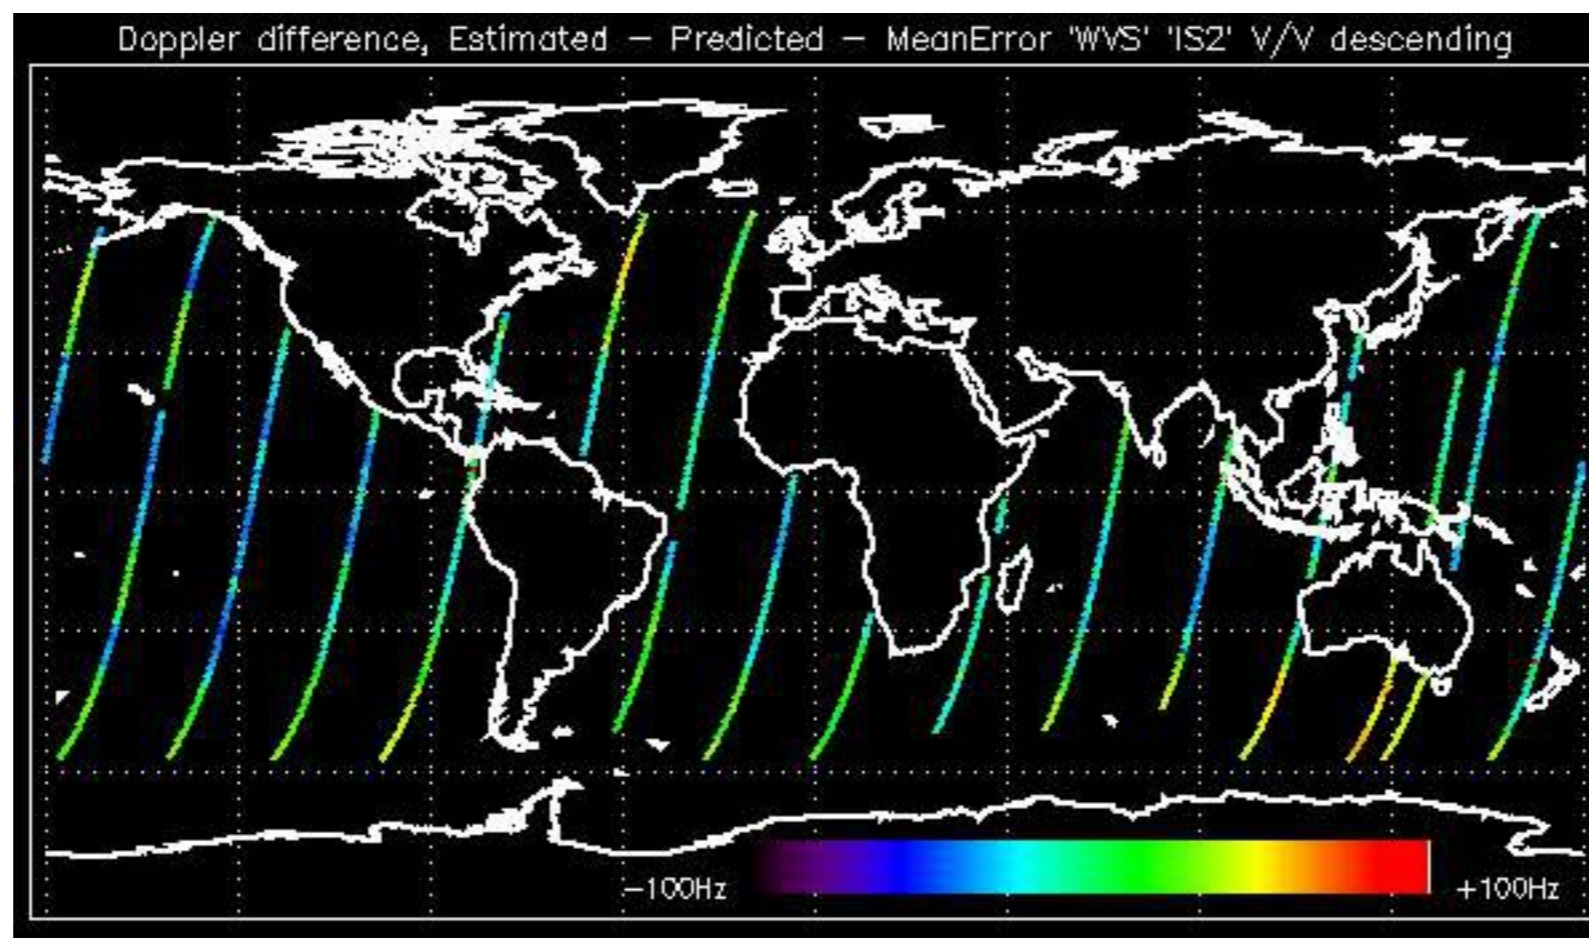 Doppler difference, Estimated – Predicted – MeanError 'WVS' 'IS2' V/V descending
–100Hz +100Hz